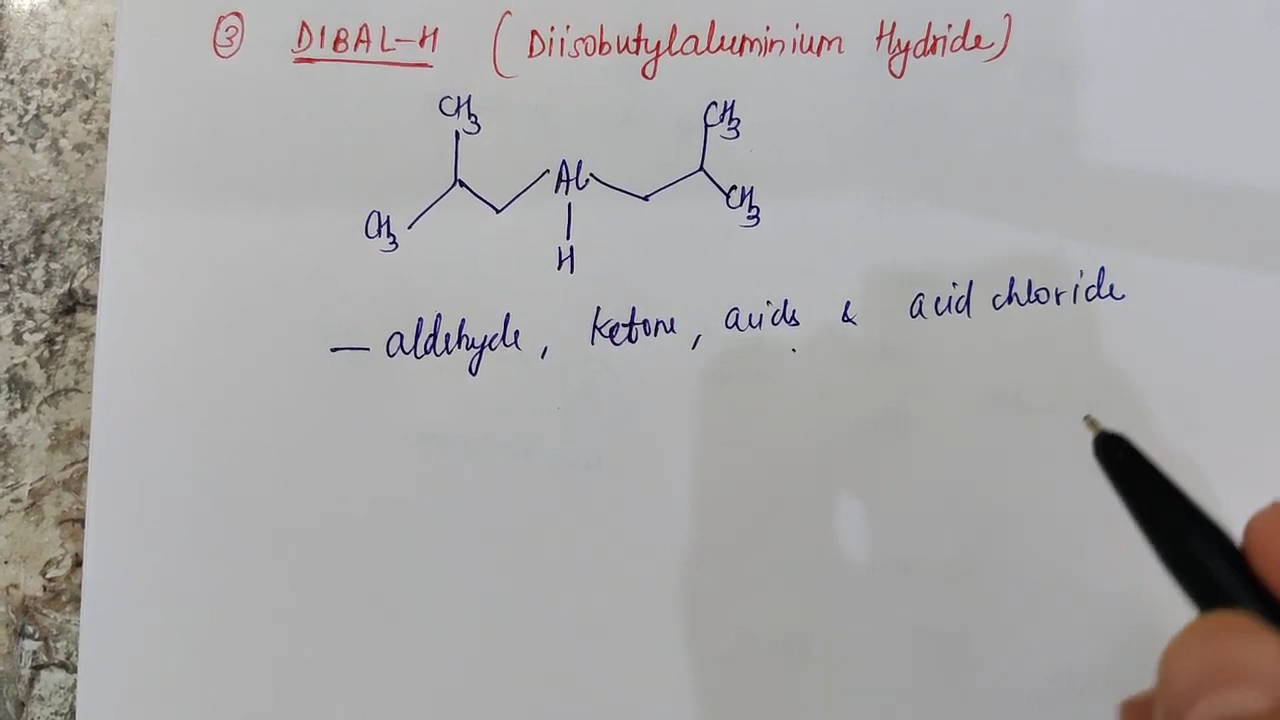 ③ DIBAL-H (Diisobutylaluminium Hydride)
CH3 CH3
Al
CH3 CH3
H
— aldehyde, ketone, acids & acid chloride